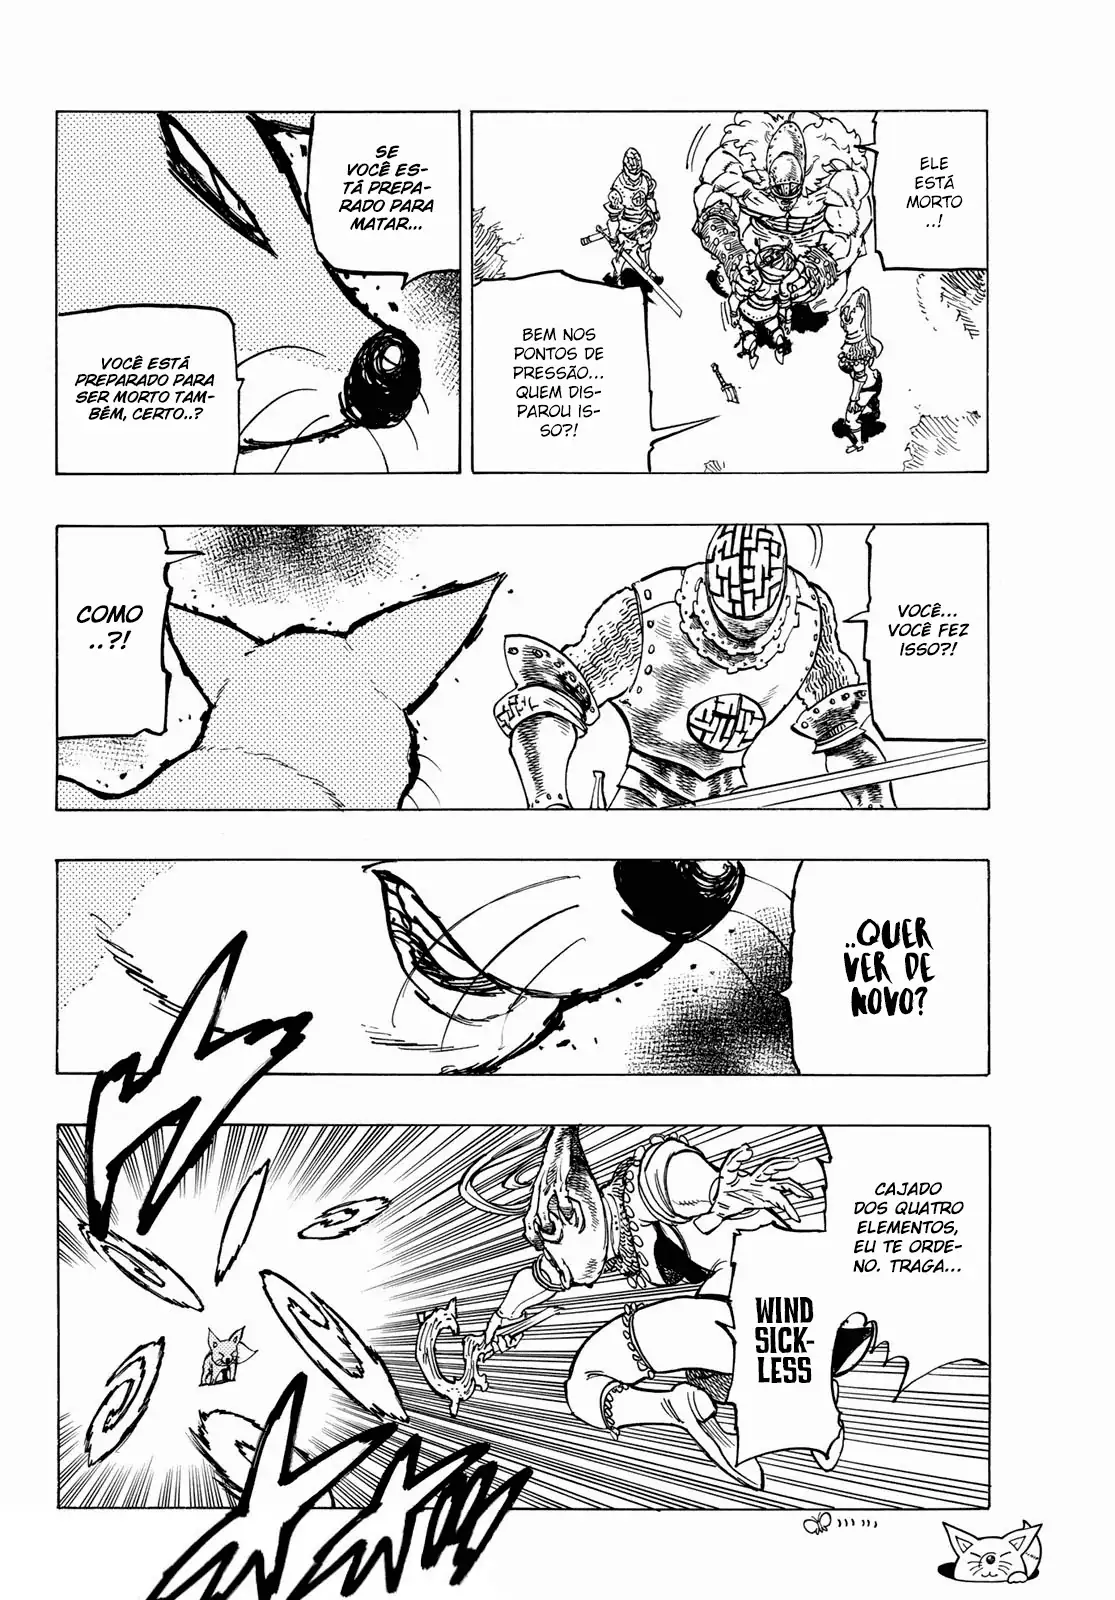 ELE
ESTÁ
MORTO
..!
BEM NOS
PONTOS DE
PRESSÃO...
QUEM DIS-
PAROU IS-
SO?!
SE
VOCÊ ES-
TÁ PREPA-
RADO PARA
MATAR...
VOCÊ ESTÁ
PREPARADO PARA
SER MORTO TAM-
BÉM, CERTO..?
VOCÊ...
VOCÊ FEZ
ISSO?!
COMO
..?!
..QUER
VER DE
NOVO?
CAJADO
DOS QUATRO
ELEMENTOS,
EU TE ORDE-
NO. TRAGA...
WIND
SICK-
LESS